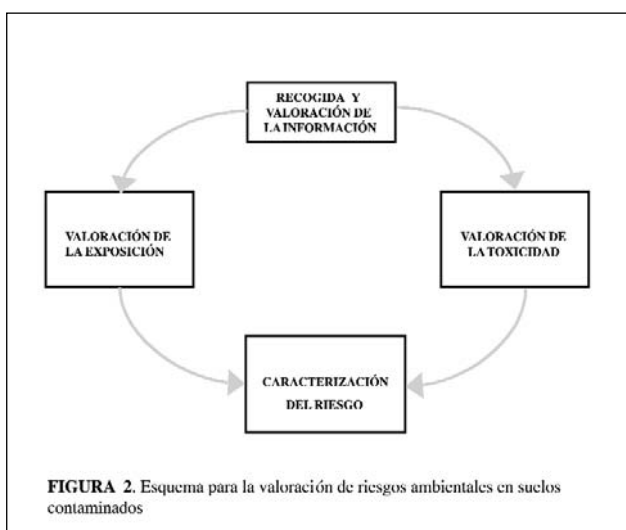 RECOGIDA Y
VALORACIÓN DE
LA INFORMACIÓN
VALORACIÓN DE
LA EXPOSICIÓN
VALORACIÓN DE
LA TOXICIDAD
CARACTERIZACIÓN
DEL RIESGO
FIGURA 2. Esquema para la valoración de riesgos ambientales en suelos
contaminados